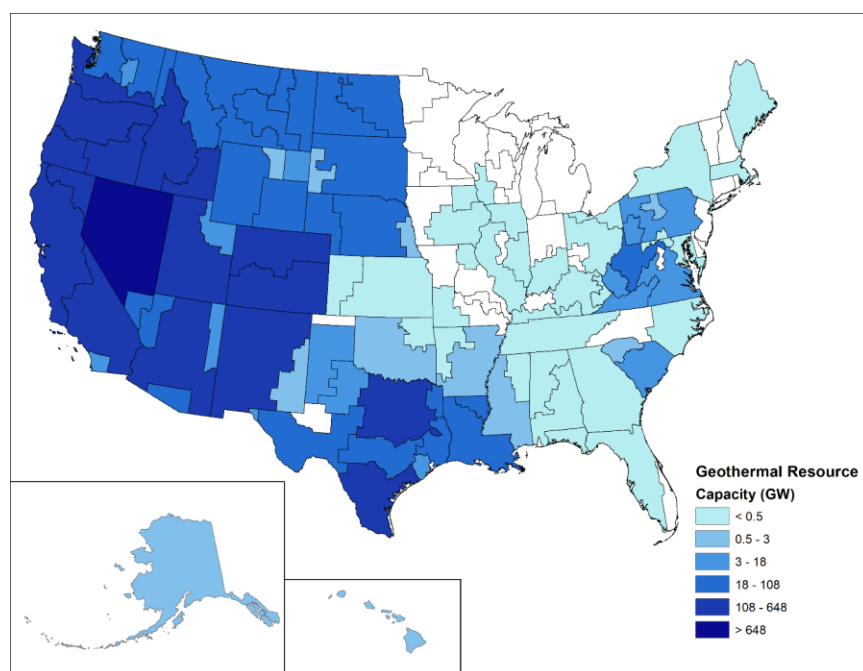 Geothermal Resource
Capacity (GW)
< 0.5
0.5 - 3
3 - 18
18 - 108
108 - 648
> 648